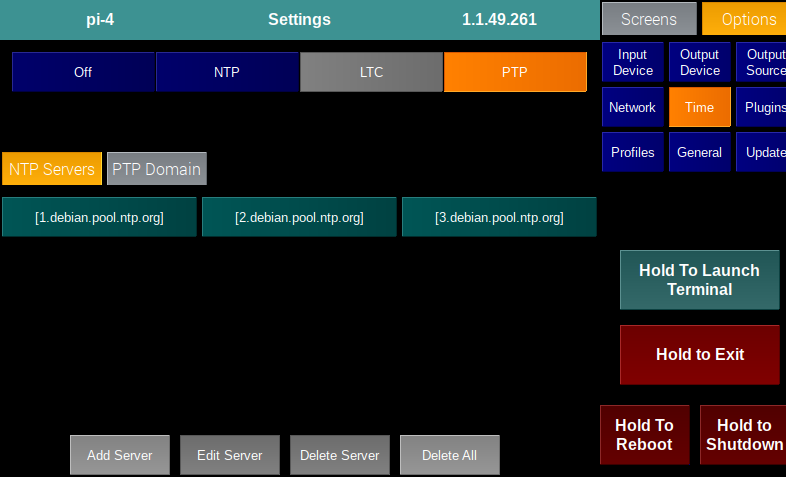 pi-4 Settings 1.1.49.261
Screens Options
Off NTP LTC PTP
Input Device
Output Device
Output Source
Network Time Plugins
Profiles General Update
NTP Servers PTP Domain
[1.debian.pool.ntp.org] [2.debian.pool.ntp.org] [3.debian.pool.ntp.org]
Hold To Launch
Terminal
Hold to Exit
Hold To
Reboot
Hold to
Shutdown
Add Server Edit Server Delete Server Delete All